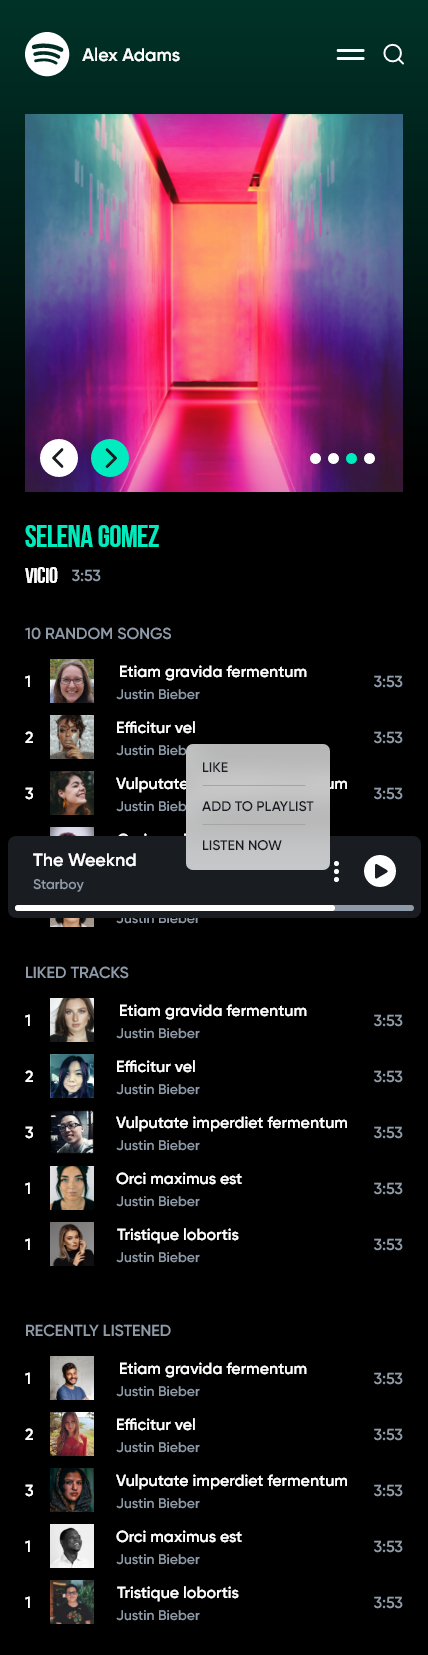 Alex Adams
SELENA GOMEZ
VICIO 3:53
10 RANDOM SONGS
1 Etiam gravida fermentum 3:53
Justin Bieber
2 Efficitur vel 3:53
Justin Bieb
3 Vulputate um 3:53
Justin Bieb
LIKE
ADD TO PLAYLIST
LISTEN NOW
The Weeknd
Starboy
Justin Bieber
LIKED TRACKS
1 Etiam gravida fermentum 3:53
Justin Bieber
2 Efficitur vel 3:53
Justin Bieber
3 Vulputate imperdiet fermentum 3:53
Justin Bieber
1 Orci maximus est 3:53
Justin Bieber
1 Tristique lobortis 3:53
Justin Bieber
RECENTLY LISTENED
1 Etiam gravida fermentum 3:53
Justin Bieber
2 Efficitur vel 3:53
Justin Bieber
3 Vulputate imperdiet fermentum 3:53
Justin Bieber
1 Orci maximus est 3:53
Justin Bieber
1 Tristique lobortis 3:53
Justin Bieber